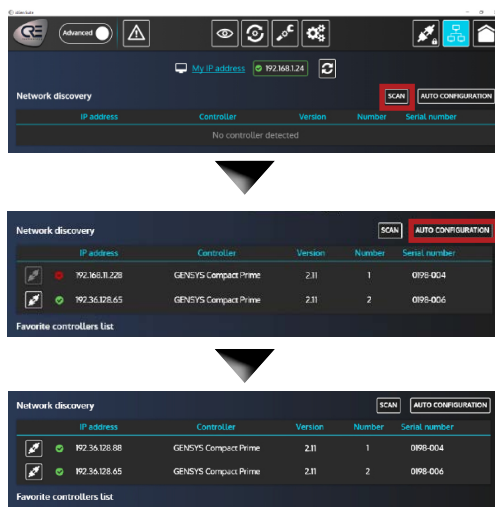 CRE
Advanced
My IP address 192.168.1.24
Network discovery SCAN AUTO CONFIGURATION
IP address Controller Version Number Serial number
No controller detected
Network discovery SCAN AUTO CONFIGURATION
IP address Controller Version Number Serial number
192.168.11.228 GENSYS Compact Prime 2.11 1 0198-004
192.36.128.65 GENSYS Compact Prime 2.11 2 0198-006
Favorite controllers list
Network discovery SCAN AUTO CONFIGURATION
IP address Controller Version Number Serial number
192.36.128.88 GENSYS Compact Prime 2.11 1 0198-004
192.36.128.65 GENSYS Compact Prime 2.11 2 0198-006
Favorite controllers list